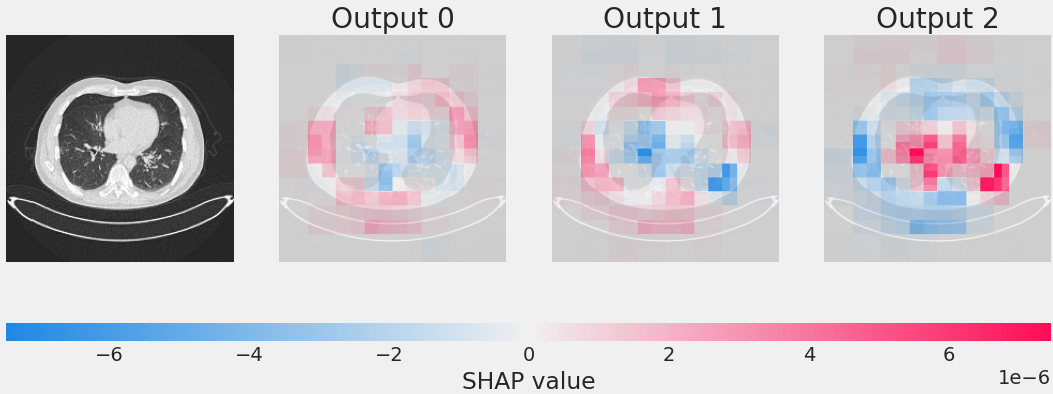 Output 0
Output 1
Output 2
−6
−4
−2
0
2
4
6
1e−6
SHAP value